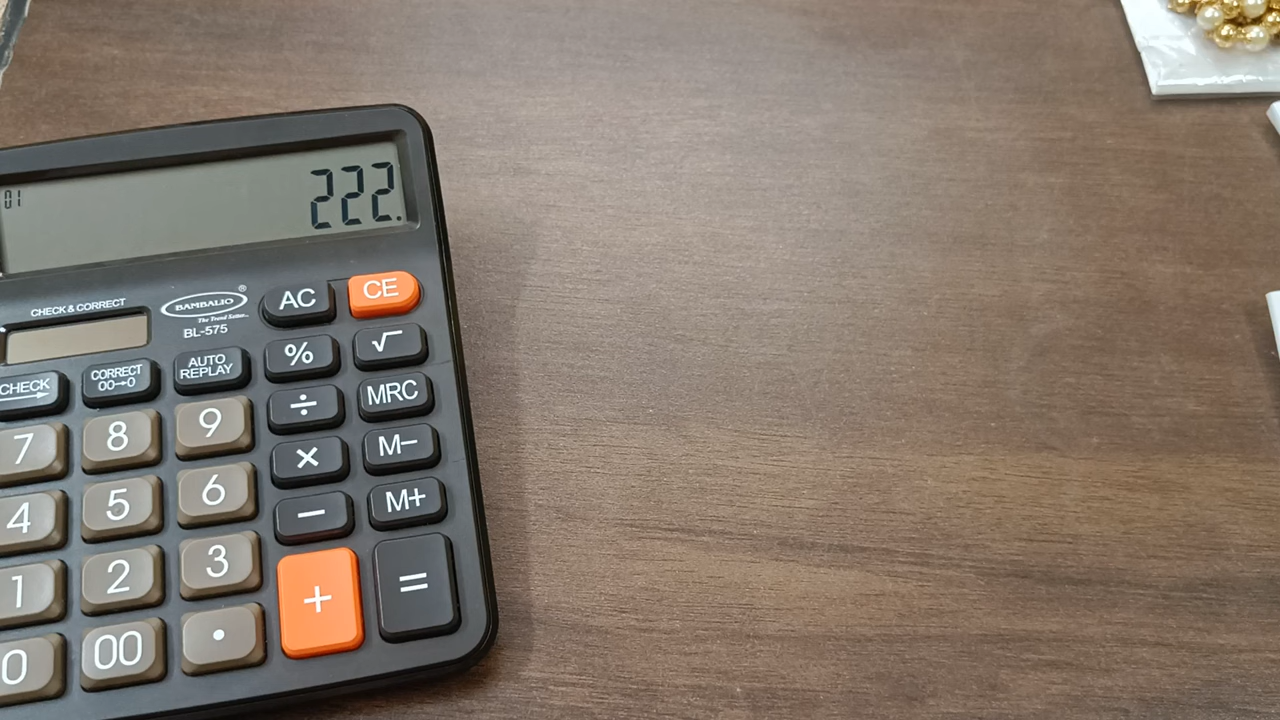 01
222.
CHECK & CORRECT
BAMBALIO ®
The Trend Setter...
BL-575
AC CE
% √
CHECK → CORRECT 00→0 AUTO REPLAY
÷ MRC
7 8 9
× M−
4 5 6
− M+
1 2 3
+ =
0 00 •